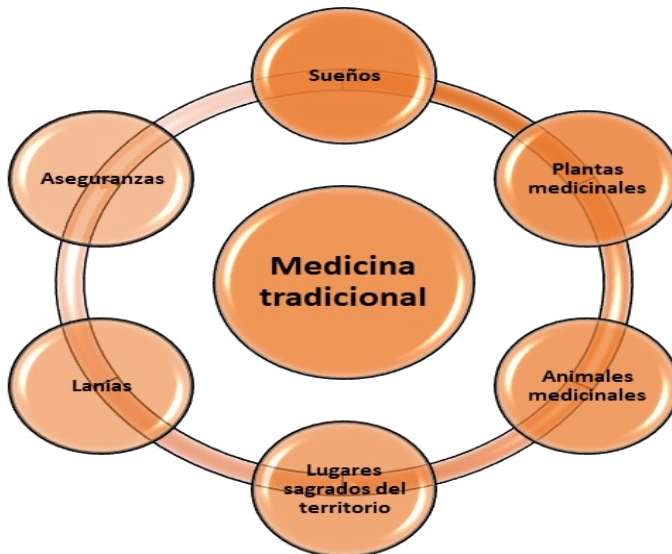 Sueños
Plantas
medicinales
Animales
medicinales
Lugares
sagrados del
territorio
Lanías
Aseguranzas
Medicina
tradicional